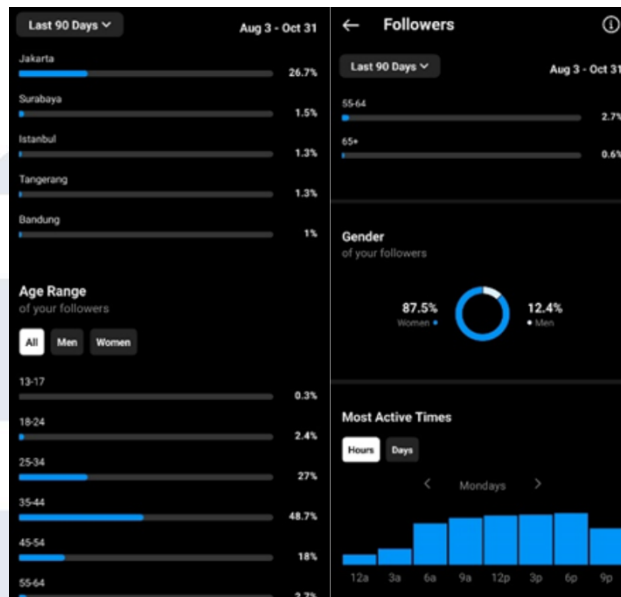 Last 90 Days
Aug 3 - Oct 31
Jakarta
26.7%
Surabaya
1.5%
Istanbul
1.3%
Tangerang
1.3%
Bandung
1%
Age Range
of your followers
All Men Women
13-17
0.3%
18-24
2.4%
25-34
27%
35-44
48.7%
45-54
18%
55-64
2.7%
Followers
Last 90 Days
Aug 3 - Oct 31
55-64
2.7%
65+
0.6%
Gender
of your followers
87.5%
Women
12.4%
Men
Most Active Times
Hours Days
Mondays
12a 3a 6a 9a 12p 3p 6p 9p